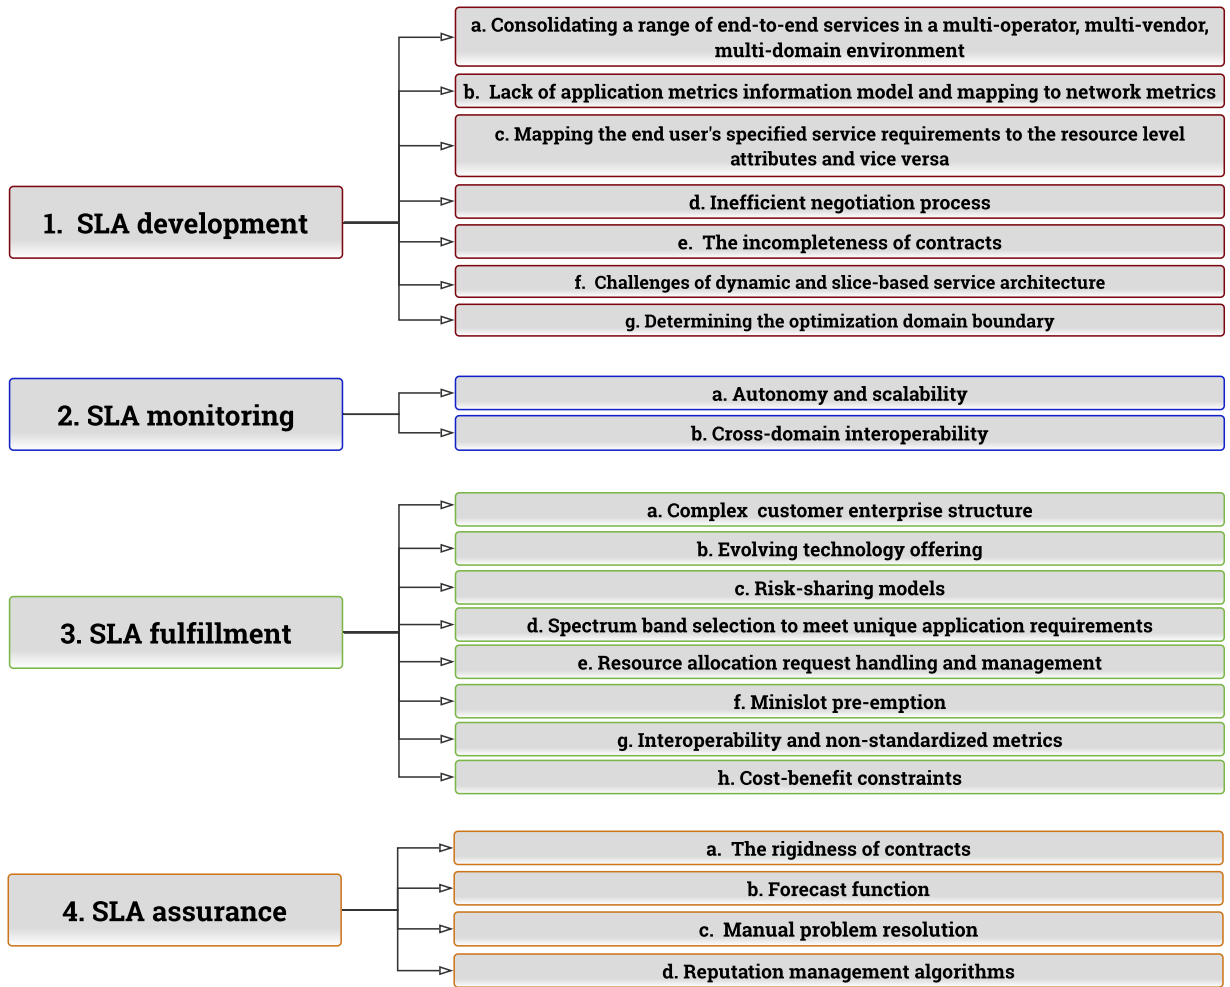 1. SLA development
a. Consolidating a range of end-to-end services in a multi-operator, multi-vendor,
multi-domain environment
b. Lack of application metrics information model and mapping to network metrics
c. Mapping the end user's specified service requirements to the resource level
attributes and vice versa
d. Inefficient negotiation process
e. The incompleteness of contracts
f. Challenges of dynamic and slice-based service architecture
g. Determining the optimization domain boundary
2. SLA monitoring
a. Autonomy and scalability
b. Cross-domain interoperability
3. SLA fulfillment
a. Complex customer enterprise structure
b. Evolving technology offering
c. Risk-sharing models
d. Spectrum band selection to meet unique application requirements
e. Resource allocation request handling and management
f. Minislot pre-emption
g. Interoperability and non-standardized metrics
h. Cost-benefit constraints
4. SLA assurance
a. The rigidness of contracts
b. Forecast function
c. Manual problem resolution
d. Reputation management algorithms